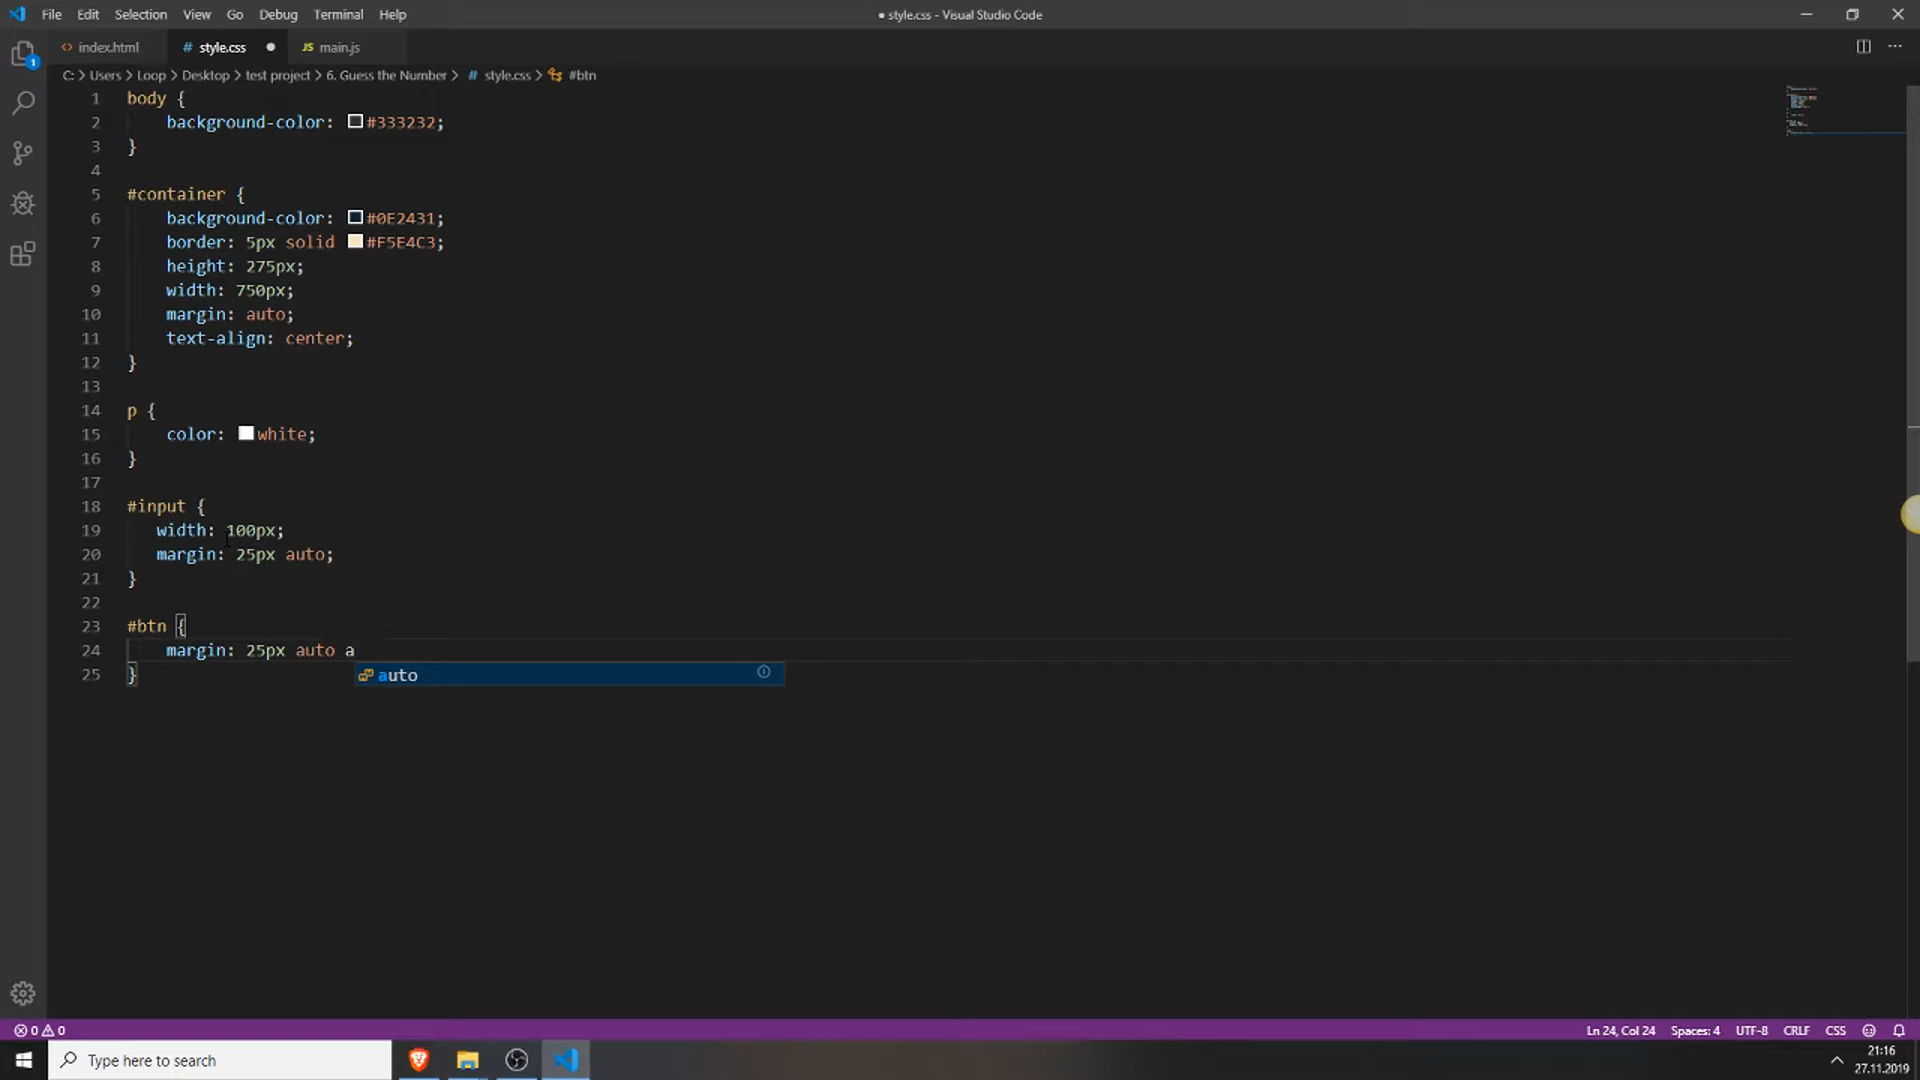 File Edit Selection View Go Debug Terminal Help
● style.css - Visual Studio Code
<> index.html # style.css ● JS main.js
1
C: > Users > Loop > Desktop > test project > 6. Guess the Number > # style.css > #btn
1 body {
2 background-color: #333232;
3 }
4
5 #container {
6 background-color: #0E2431;
7 border: 5px solid #F5E4C3;
8 height: 275px;
9 width: 750px;
10 margin: auto;
11 text-align: center;
12 }
13
14 p {
15 color: white;
16 }
17
18 #input {
19 width: 100px;
20 margin: 25px auto;
21 }
22
23 #btn {
24 margin: 25px auto a
25 }
auto
0 0
Ln 24, Col 24 Spaces: 4 UTF-8 CRLF CSS
Type here to search
21:16
27.11.2019